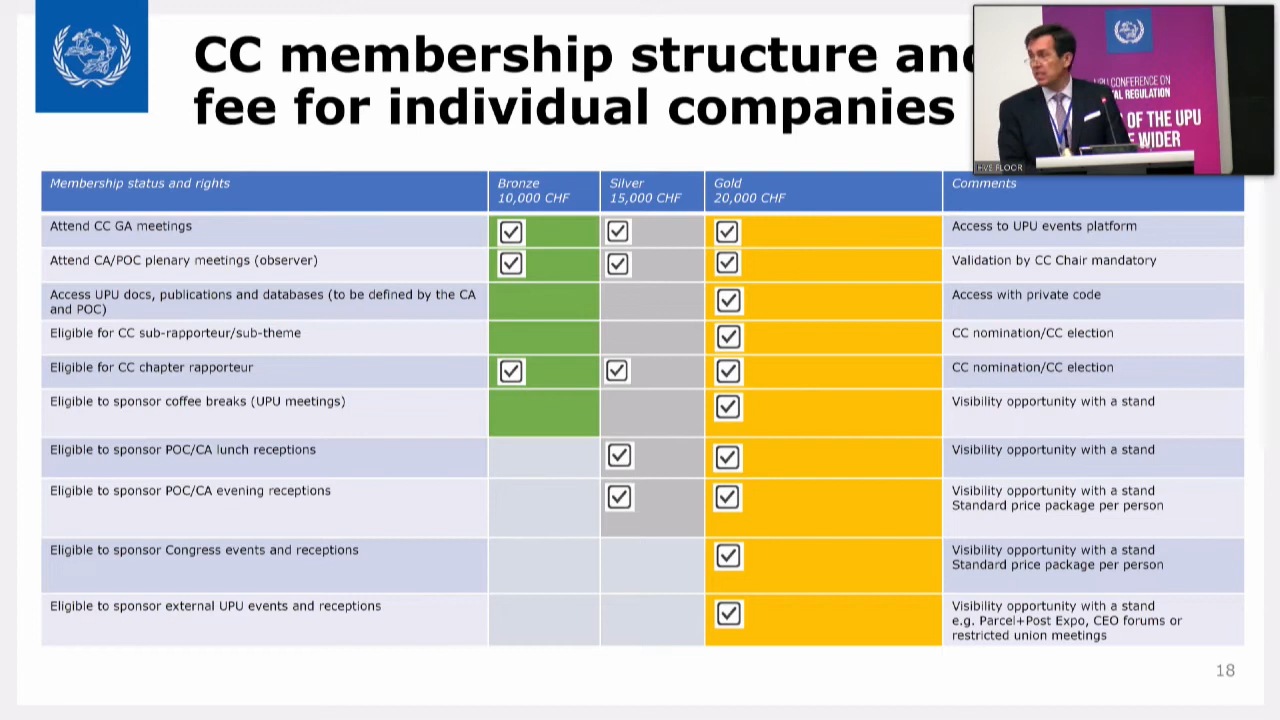 CC membership structure and
fee for individual companies
UPU CONFERENCE ON
REGULATION
OF THE UPU
WIDER
HYS FLOOR
Membership status and rights
Bronze
10,000 CHF
Silver
15,000 CHF
Gold
20,000 CHF
Comments
Attend CC GA meetings
Access to UPU events platform
Attend CA/POC plenary meetings (observer)
Validation by CC Chair mandatory
Access UPU docs, publications and databases (to be defined by the CA
and POC)
Access with private code
Eligible for CC sub-rapporteur/sub-theme
CC nomination/CC election
Eligible for CC chapter rapporteur
CC nomination/CC election
Eligible to sponsor coffee breaks (UPU meetings)
Visibility opportunity with a stand
Eligible to sponsor POC/CA lunch receptions
Visibility opportunity with a stand
Eligible to sponsor POC/CA evening receptions
Visibility opportunity with a stand
Standard price package per person
Eligible to sponsor Congress events and receptions
Visibility opportunity with a stand
Standard price package per person
Eligible to sponsor external UPU events and receptions
Visibility opportunity with a stand
e.g. Parcel+Post Expo, CEO forums or
restricted union meetings
18